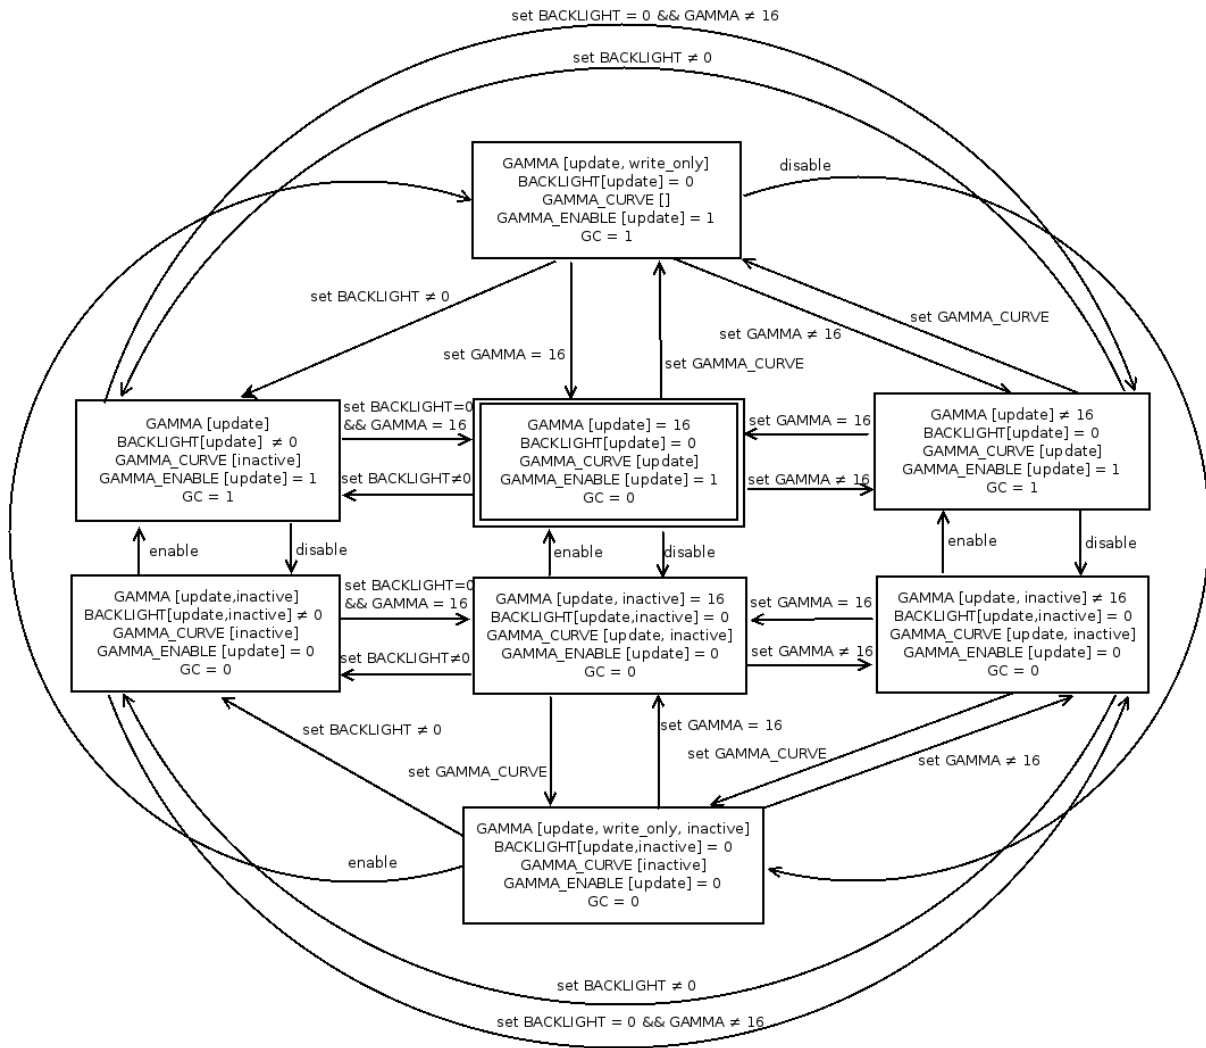 set BACKLIGHT = 0 && GAMMA ≠ 16
set BACKLIGHT ≠ 0
GAMMA [update, write_only]
BACKLIGHT[update] = 0
GAMMA_CURVE []
GAMMA_ENABLE [update] = 1
GC = 1
disable
set BACKLIGHT ≠ 0
set GAMMA = 16
set GAMMA_CURVE
set GAMMA ≠ 16
set GAMMA_CURVE
GAMMA [update]
BACKLIGHT[update] ≠ 0
GAMMA_CURVE [inactive]
GAMMA_ENABLE [update] = 1
GC = 1
set BACKLIGHT=0
&& GAMMA = 16
set BACKLIGHT≠0
GAMMA [update] = 16
BACKLIGHT[update] = 0
GAMMA_CURVE [update]
GAMMA_ENABLE [update] = 1
GC = 0
set GAMMA = 16
set GAMMA ≠ 16
GAMMA [update] ≠ 16
BACKLIGHT[update] = 0
GAMMA_CURVE [update]
GAMMA_ENABLE [update] = 1
GC = 1
enable
disable
enable
disable
enable
disable
GAMMA [update,inactive]
BACKLIGHT[update,inactive] ≠ 0
GAMMA_CURVE [inactive]
GAMMA_ENABLE [update] = 0
GC = 0
set BACKLIGHT=0
&& GAMMA = 16
set BACKLIGHT≠0
GAMMA [update, inactive] = 16
BACKLIGHT[update,inactive] = 0
GAMMA_CURVE [update, inactive]
GAMMA_ENABLE [update] = 0
GC = 0
set GAMMA = 16
set GAMMA ≠ 16
GAMMA [update, inactive] ≠ 16
BACKLIGHT[update,inactive] = 0
GAMMA_CURVE [update, inactive]
GAMMA_ENABLE [update] = 0
GC = 0
set BACKLIGHT ≠ 0
set GAMMA_CURVE
set GAMMA = 16
set GAMMA_CURVE
set GAMMA ≠ 16
GAMMA [update, write_only, inactive]
BACKLIGHT[update,inactive] = 0
GAMMA_CURVE [inactive]
GAMMA_ENABLE [update] = 0
GC = 0
enable
set BACKLIGHT ≠ 0
set BACKLIGHT = 0 && GAMMA ≠ 16